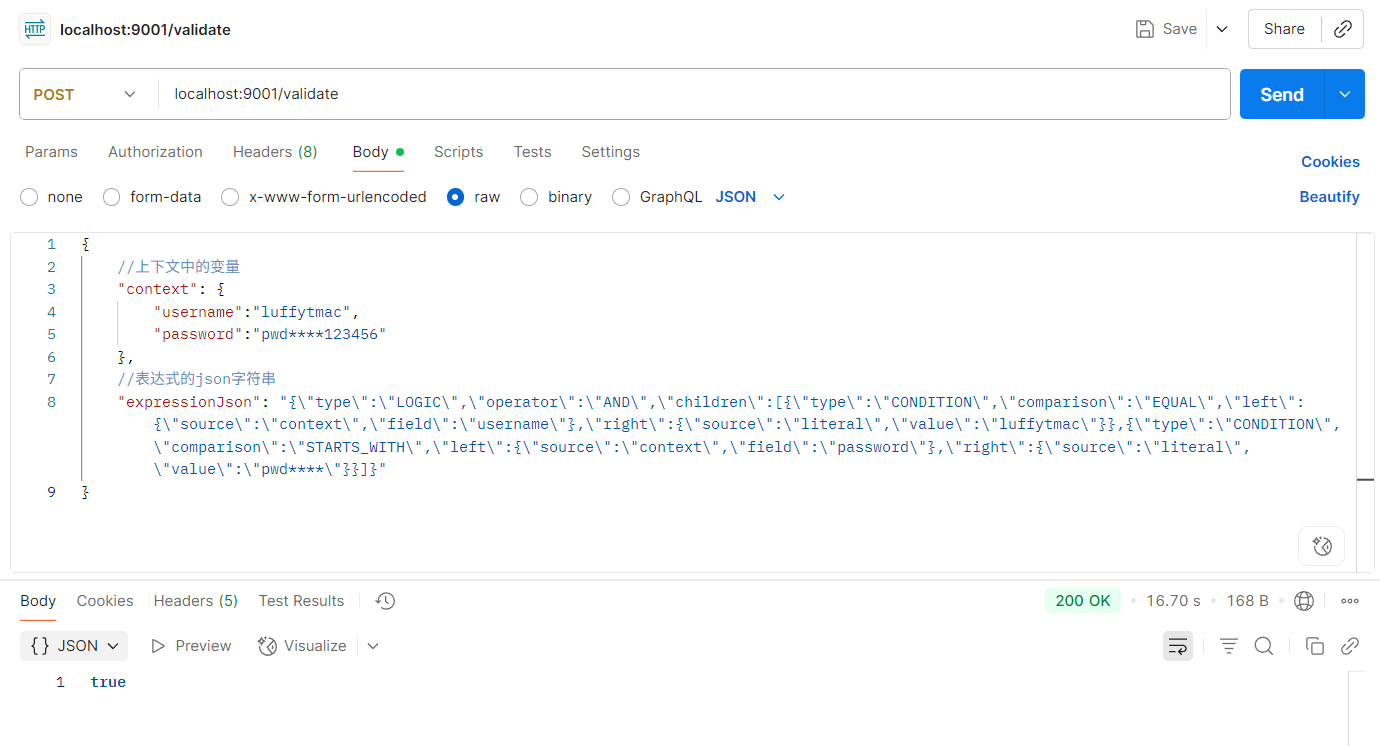 HTTP localhost:9001/validate Save Share
POST localhost:9001/validate Send
Params Authorization Headers (8) Body Scripts Tests Settings Cookies
none form-data x-www-form-urlencoded raw binary GraphQL JSON Beautify
1 {
2 //上下文中的变量
3 "context": {
4 "username":"luffytmac",
5 "password":"pwd****123456"
6 },
7 //表达式的json字符串
8 "expressionJson": "{\"type\":\"LOGIC\",\"operator\":\"AND\",\"children\":[{\"type\":\"CONDITION\",\"comparison\":\"EQUAL\",\"left\":
{\"source\":\"context\",\"field\":\"username\"},\"right\":{\"source\":\"literal\",\"value\":\"luffytmac\"}},{\"type\":\"CONDITION\",
\"comparison\":\"STARTS_WITH\",\"left\":{\"source\":\"context\",\"field\":\"password\"},\"right\":{\"source\":\"literal\",
\"value\":\"pwd****\"}}]}"
9 }
Body Cookies Headers (5) Test Results 200 OK 16.70 s 168 B
{} JSON Preview Visualize
1 true